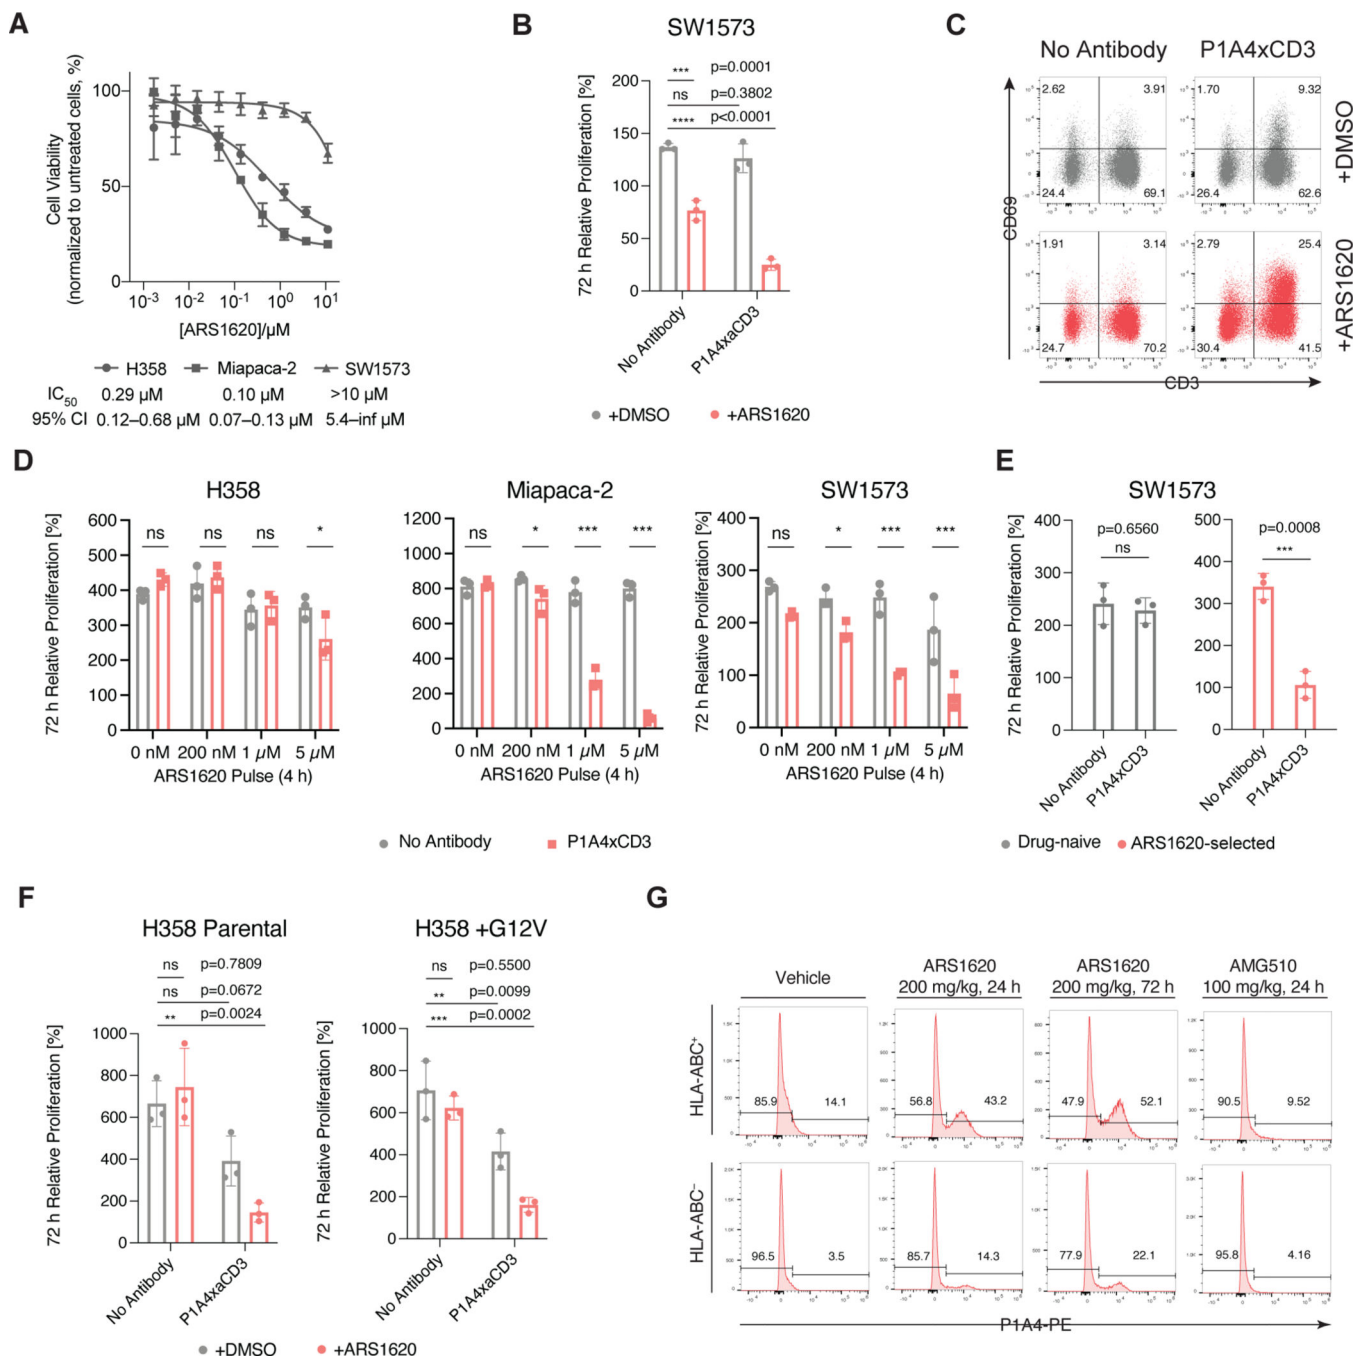 A
Cell Viability
(normalized to untreated cells, %)
100
50
0
10⁻³ 10⁻² 10⁻¹ 10⁰ 10¹
[ARS1620]/µM
H358 Miapaca-2 SW1573
IC₅₀ 0.29 µM 0.10 µM >10 µM
95% CI 0.12–0.68 µM 0.07–0.13 µM 5.4–inf µM
B
SW1573
72 h Relative Proliferation [%]
200
150
100
50
0
*** p=0.0001
ns p=0.3802
**** p<0.0001
No Antibody P1A4xaCD3
+DMSO +ARS1620
C
No Antibody P1A4xCD3
2.62 3.91 1.70 9.32
24.4 69.1 26.4 62.6
+DMSO
1.91 3.14 2.79 25.4
24.7 70.2 30.4 41.5
+ARS1620
CD69
CD3
D
H358
72 h Relative Proliferation [%]
600
500
400
300
200
100
0
ns ns ns *
0 nM 200 nM 1 µM 5 µM
ARS1620 Pulse (4 h)
Miapaca-2
72 h Relative Proliferation [%]
1200
1000
800
600
400
200
0
ns * *** ***
0 nM 200 nM 1 µM 5 µM
ARS1620 Pulse (4 h)
SW1573
72 h Relative Proliferation [%]
400
300
200
100
0
ns * *** ***
0 nM 200 nM 1 µM 5 µM
ARS1620 Pulse (4 h)
No Antibody P1A4xCD3
E
SW1573
72 h Relative Proliferation [%]
400
300
200
100
0
p=0.6560
ns
No Antibody P1A4xCD3
500
400
300
200
100
0
p=0.0008
***
No Antibody P1A4xCD3
Drug-naive ARS1620-selected
F
H358 Parental
ns p=0.7809
ns p=0.0672
** p=0.0024
72 h Relative Proliferation [%]
1000
800
600
400
200
0
No Antibody P1A4xaCD3
H358 +G12V
ns p=0.5500
** p=0.0099
*** p=0.0002
72 h Relative Proliferation [%]
1000
800
600
400
200
0
No Antibody P1A4xaCD3
+DMSO +ARS1620
G
Vehicle
ARS1620
200 mg/kg, 24 h
ARS1620
200 mg/kg, 72 h
AMG510
100 mg/kg, 24 h
HLA-ABC⁺
85.9 14.1 56.8 43.2 47.9 52.1 90.5 9.52
HLA-ABC⁻
96.5 3.5 85.7 14.3 77.9 22.1 95.8 4.16
P1A4-PE